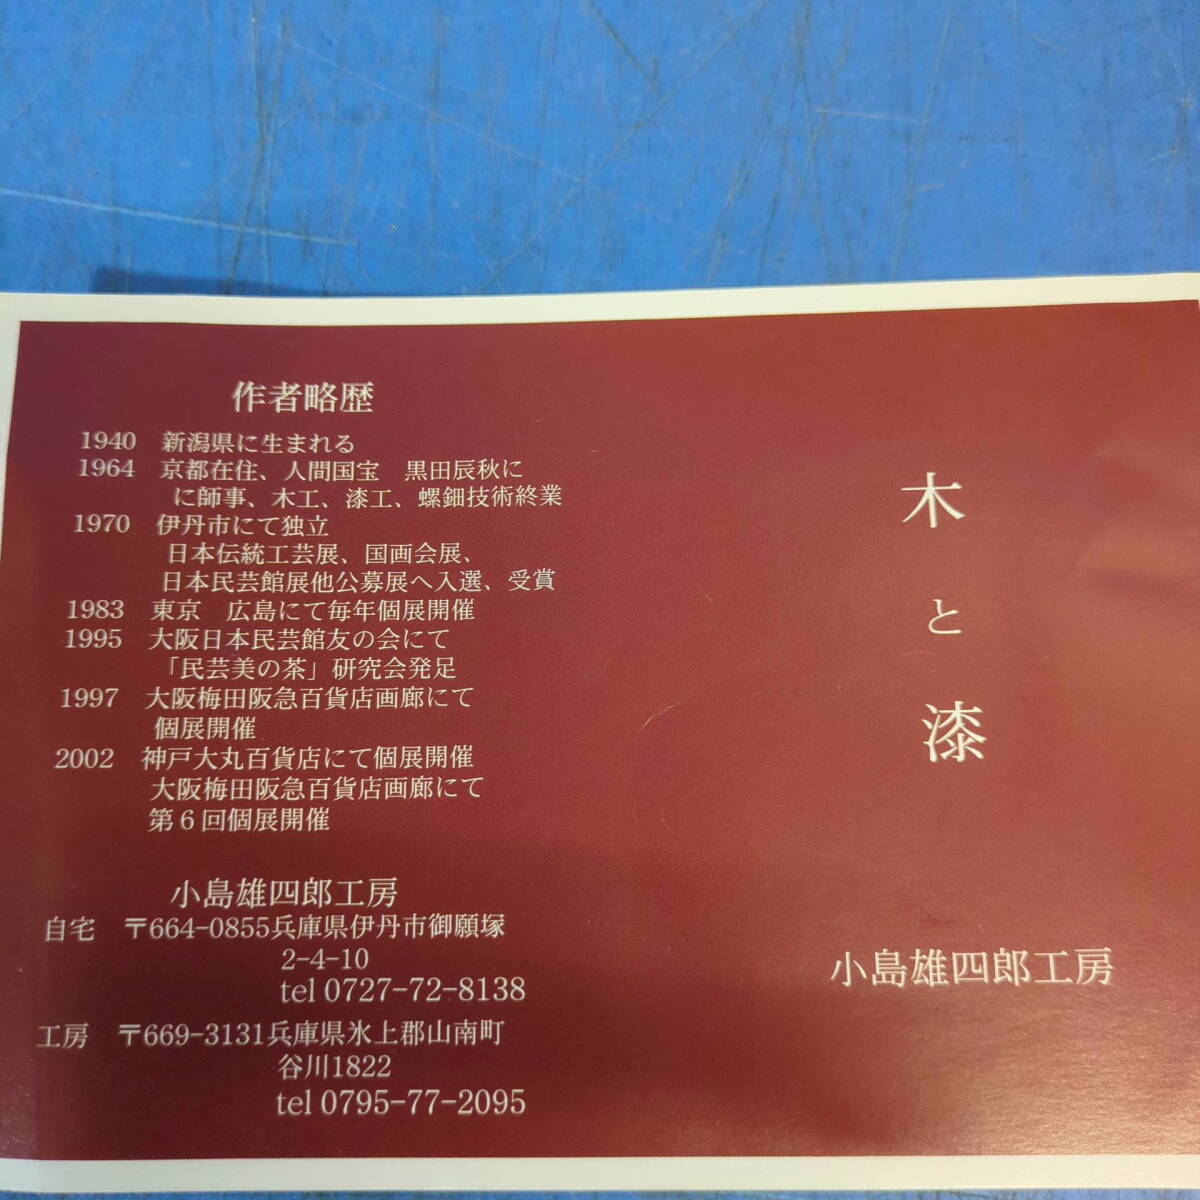 作者略歴
1940 新潟県に生まれる
1964 京都在住、人間国宝 黒田辰秋に
に師事、木工、漆工、螺鈿技術終業
1970 伊丹市にて独立
日本伝統工芸展、国画会展、
日本民芸館展他公募展へ入選、受賞
1983 東京 広島にて毎年個展開催
1995 大阪日本民芸館友の会にて
「民芸美の茶」研究会発足
1997 大阪梅田阪急百貨店画廊にて
個展開催
2002 神戸大丸百貨店にて個展開催
大阪梅田阪急百貨店画廊にて
第6回個展開催
小島雄四郎工房
自宅 〒664-0855兵庫県伊丹市御願塚
2-4-10
tel 0727-72-8138
工房 〒669-3131兵庫県氷上郡山南町
谷川1822
tel 0795-77-2095
木と漆
小島雄四郎工房